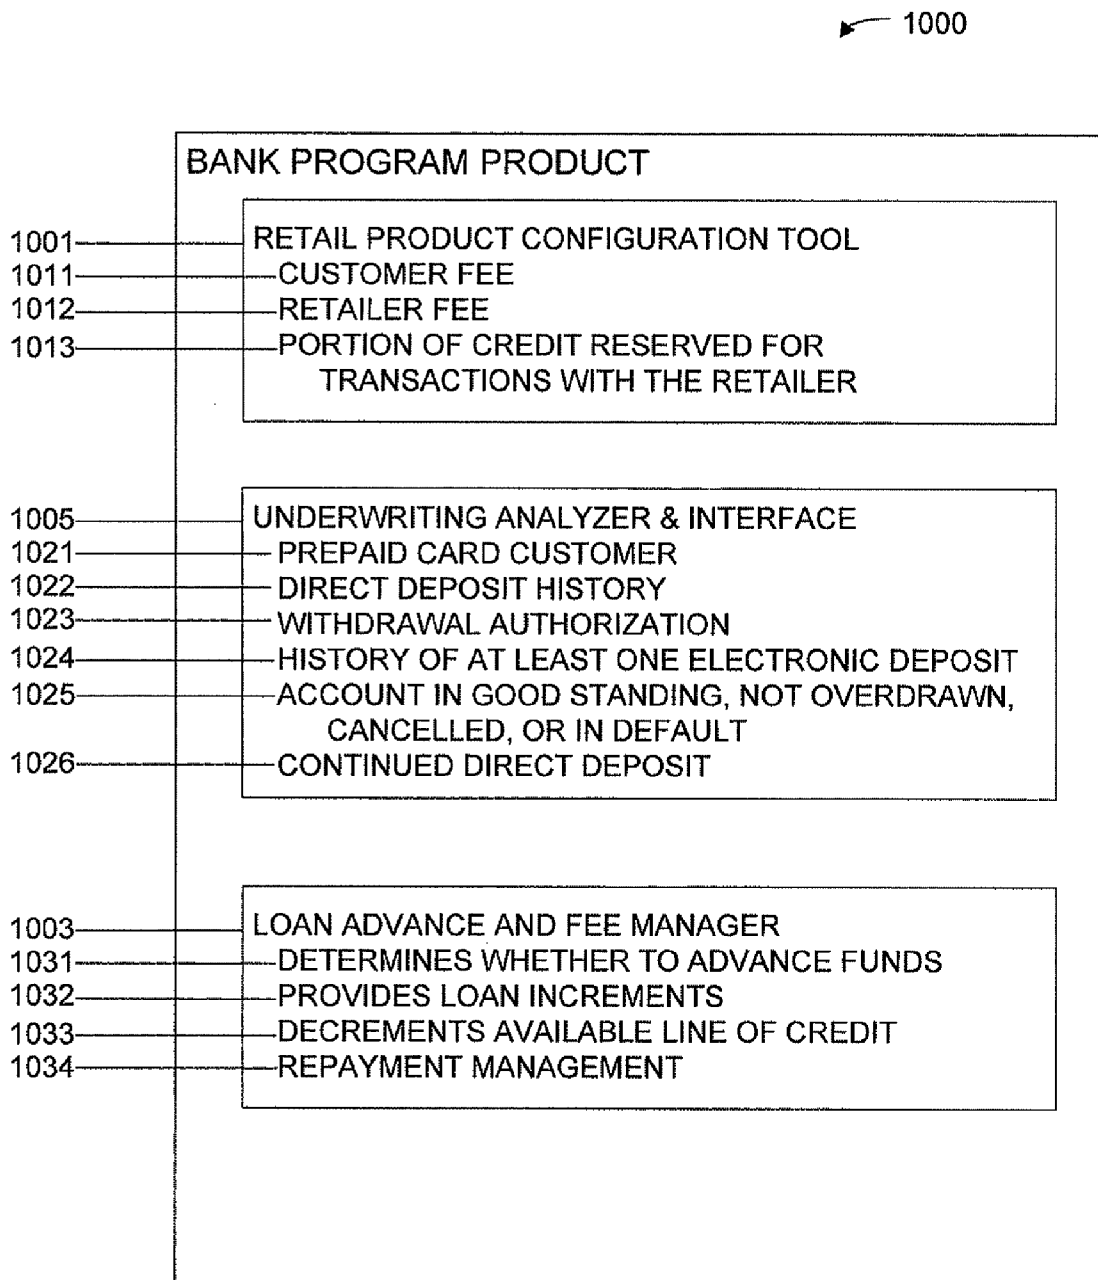 1000
BANK PROGRAM PRODUCT
1001 RETAIL PRODUCT CONFIGURATION TOOL
1011 CUSTOMER FEE
1012 RETAILER FEE
1013 PORTION OF CREDIT RESERVED FOR
TRANSACTIONS WITH THE RETAILER
1005 UNDERWRITING ANALYZER & INTERFACE
1021 PREPAID CARD CUSTOMER
1022 DIRECT DEPOSIT HISTORY
1023 WITHDRAWAL AUTHORIZATION
1024 HISTORY OF AT LEAST ONE ELECTRONIC DEPOSIT
1025 ACCOUNT IN GOOD STANDING, NOT OVERDRAWN,
CANCELLED, OR IN DEFAULT
1026 CONTINUED DIRECT DEPOSIT
1003 LOAN ADVANCE AND FEE MANAGER
1031 DETERMINES WHETHER TO ADVANCE FUNDS
1032 PROVIDES LOAN INCREMENTS
1033 DECREMENTS AVAILABLE LINE OF CREDIT
1034 REPAYMENT MANAGEMENT